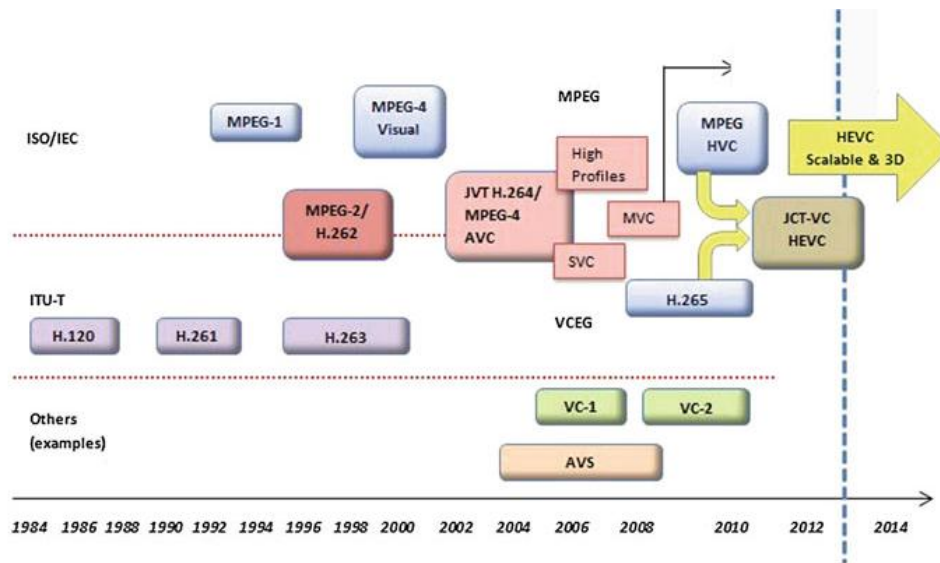 MPEG
MPEG-1
MPEG-4
Visual
MPEG
HVC
HEVC
Scalable & 3D
ISO/IEC
High
Profiles
MPEG-2/
H.262
JVT H.264/
MPEG-4
AVC
MVC
JCT-VC
HEVC
SVC
ITU-T
H.265
VCEG
H.120
H.261
H.263
VC-1
VC-2
Others
(examples)
AVS
1984 1986 1988 1990 1992 1994 1996 1998 2000 2002 2004 2006 2008 2010 2012 2014